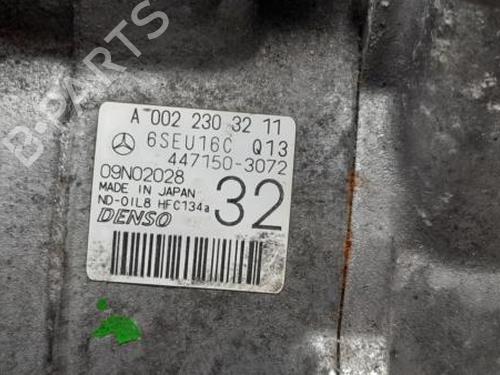 B-PARTS
A 002 230 32 11
6SEU16C Q13
447150-3072
09N02028
MADE IN JAPAN
ND-OIL8 HFC134a
32
DENSO